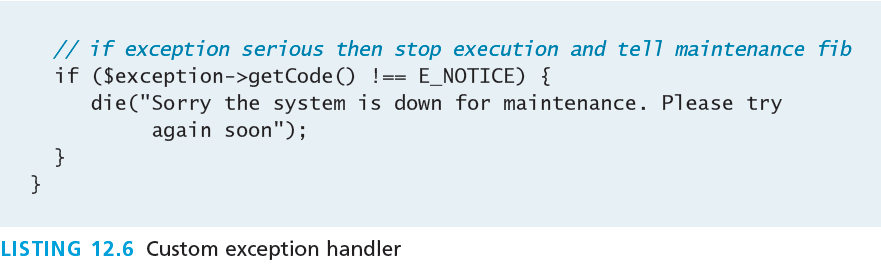 // if exception serious then stop execution and tell maintenance fib
if ($exception->getCode() !== E_NOTICE) {
die("Sorry the system is down for maintenance. Please try
again soon");
}
}
LISTING 12.6 Custom exception handler